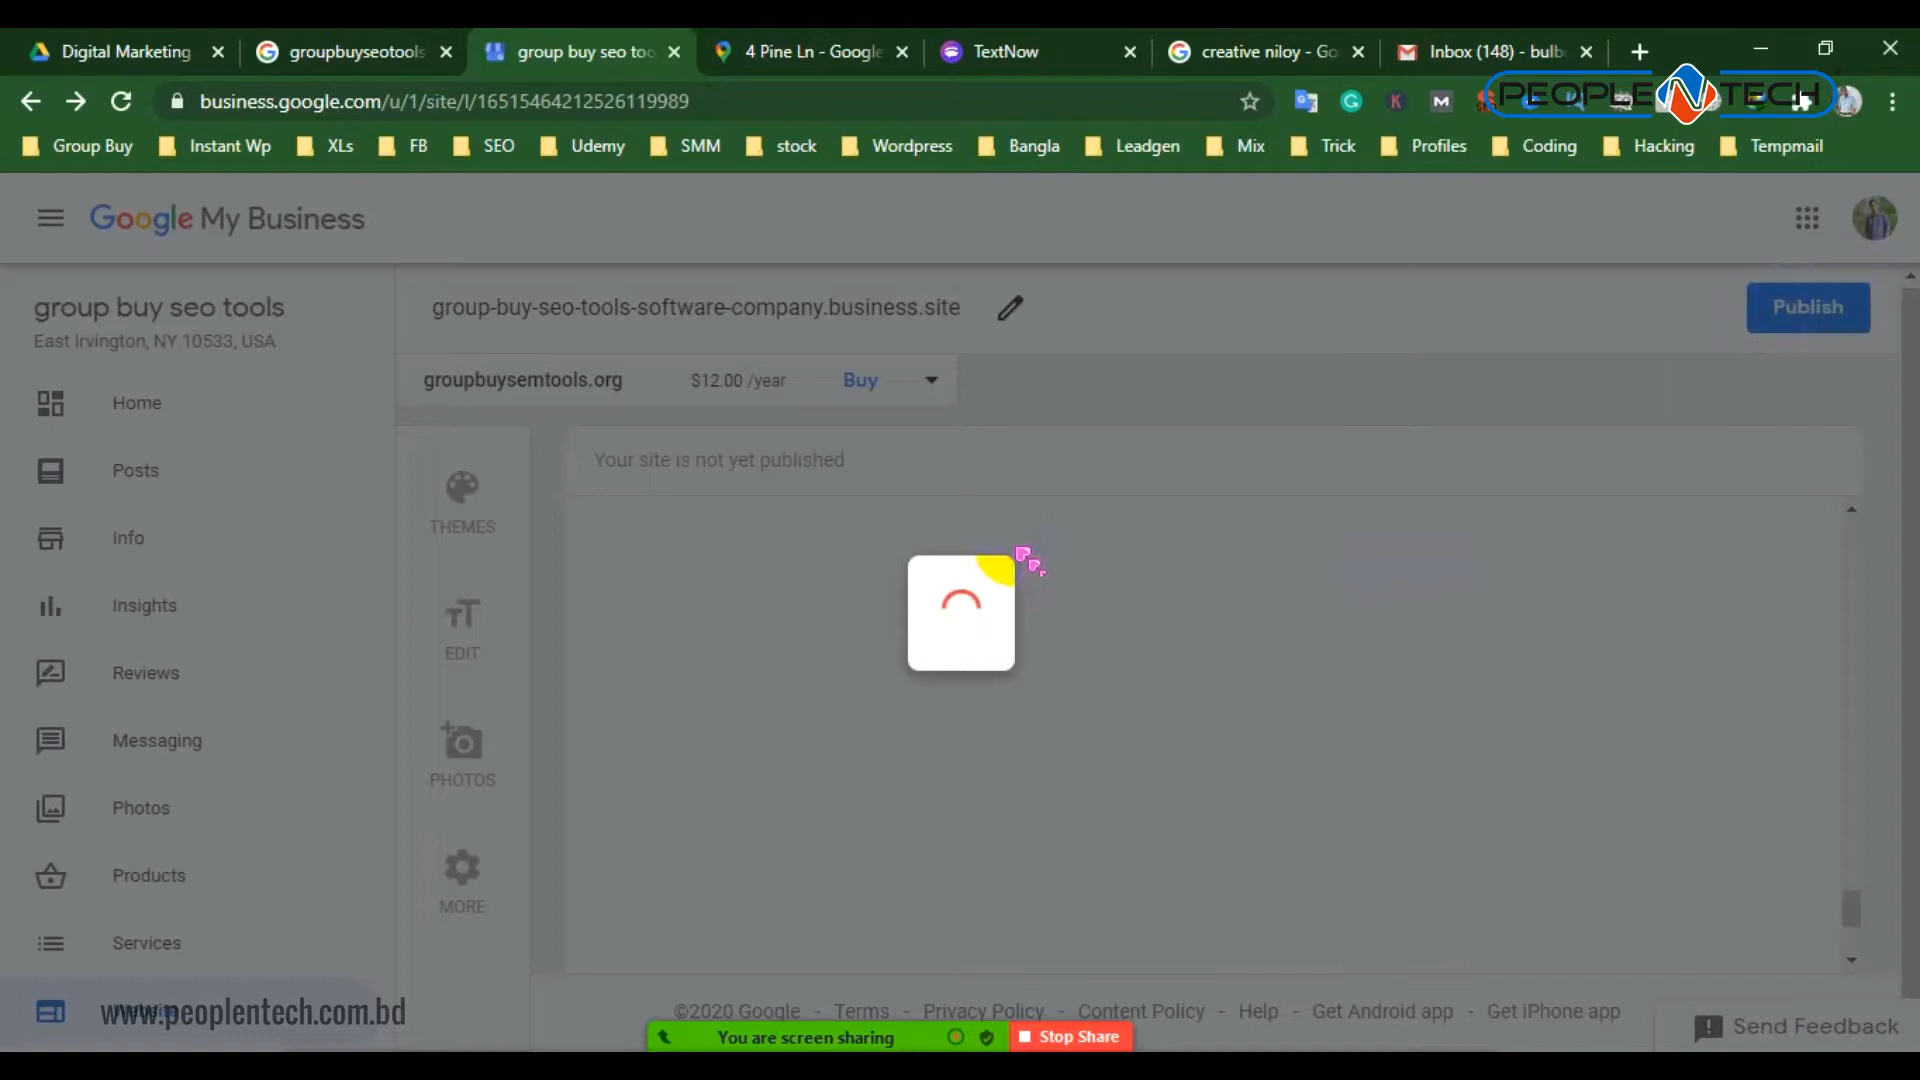 Digital Marketing
groupbuyseotools
group buy seo too
4 Pine Ln - Google
TextNow
creative niloy - Go
Inbox (148) - bulb
business.google.com/u/1/site/l/16515464212526119989
PEOPLE N TECH
Group Buy
Instant Wp
XLs
FB
SEO
Udemy
SMM
stock
Wordpress
Bangla
Leadgen
Mix
Trick
Profiles
Coding
Hacking
Tempmail
Google My Business
group buy seo tools
East Irvington, NY 10533, USA
group-buy-seo-tools-software-company.business.site
Publish
groupbuysemtools.org
$12.00 /year
Buy
Your site is not yet published
Home
Posts
Info
Insights
Reviews
Messaging
Photos
Products
Services
THEMES
EDIT
PHOTOS
MORE
www.peoplentech.com.bd
©2020 Google - Terms - Privacy Policy - Content Policy - Help - Get Android app - Get iPhone app
Send Feedback
You are screen sharing
Stop Share